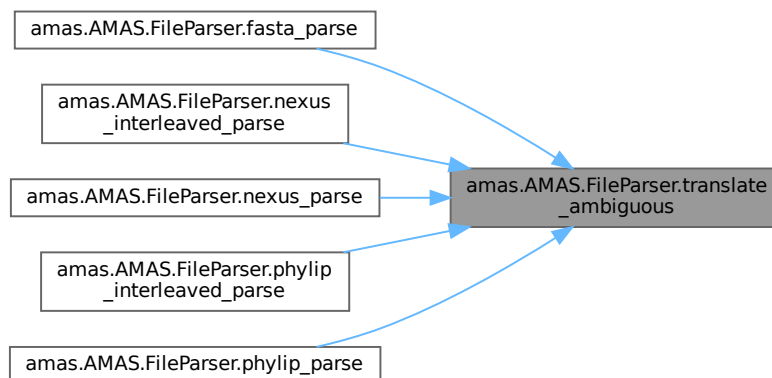 amas.AMAS.FileParser.fasta_parse
amas.AMAS.FileParser.nexus
_interleaved_parse
amas.AMAS.FileParser.nexus_parse
amas.AMAS.FileParser.phylip
_interleaved_parse
amas.AMAS.FileParser.phylip_parse
amas.AMAS.FileParser.translate
_ambiguous